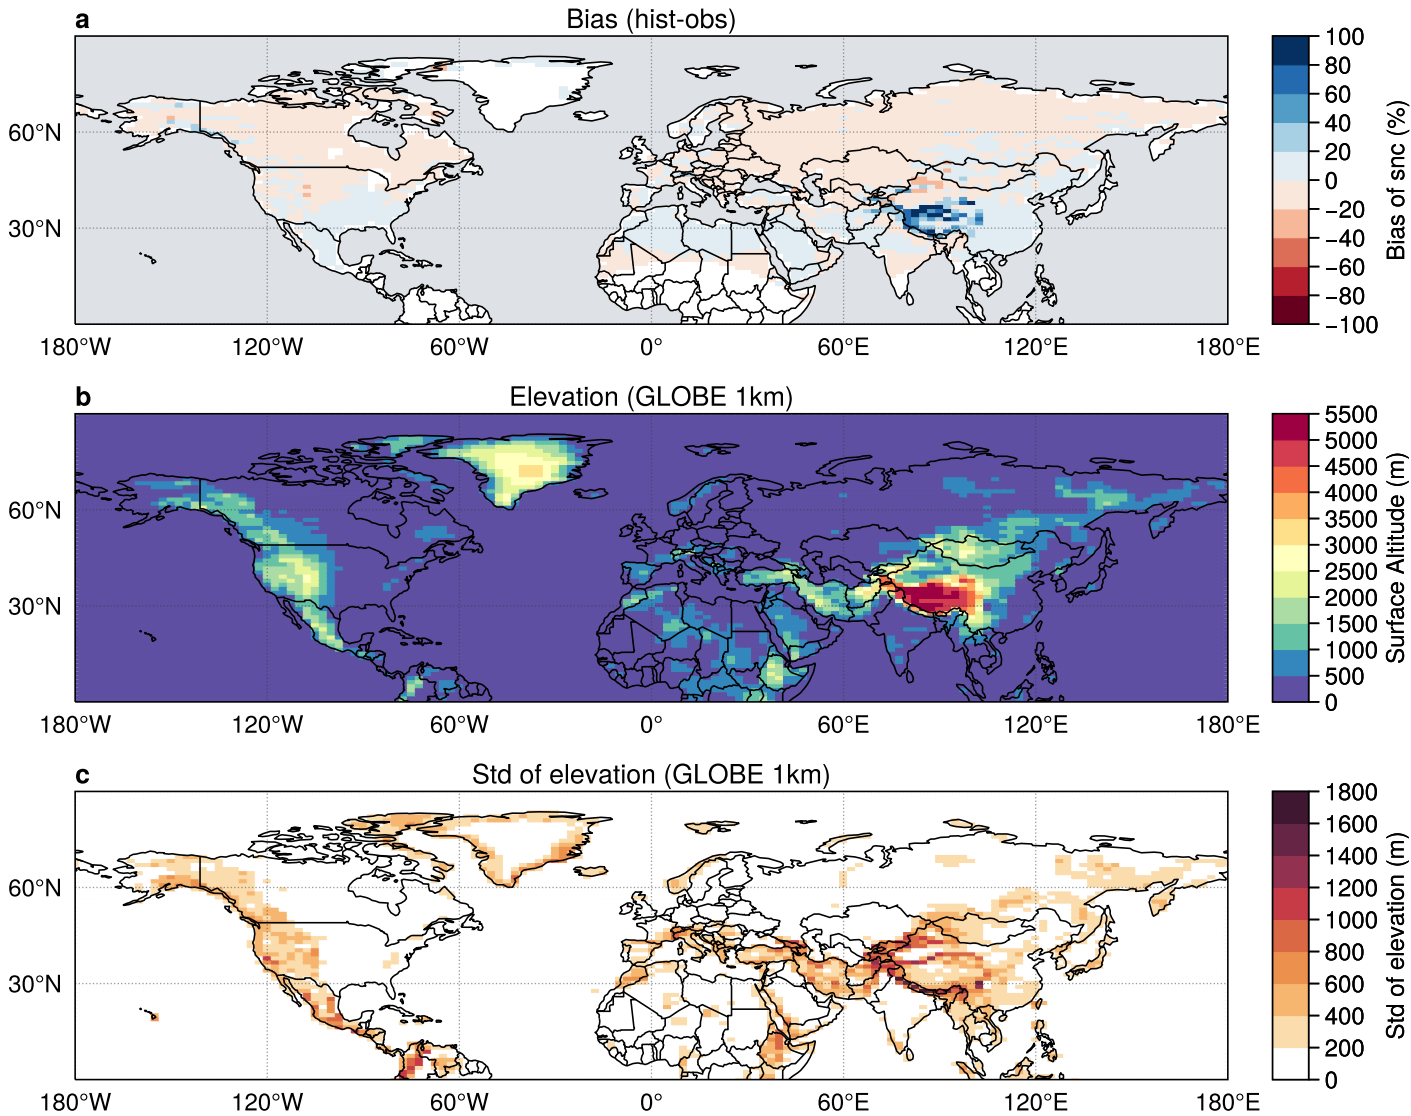 a
Bias (hist-obs)
60°N
30°N
180°W
120°W
60°W
0°
60°E
120°E
180°E
100
80
60
40
20
0
−20
−40
−60
−80
−100
Bias of snc (%)
b
Elevation (GLOBE 1km)
60°N
30°N
180°W
120°W
60°W
0°
60°E
120°E
180°E
5500
5000
4500
4000
3500
3000
2500
2000
1500
1000
500
0
Surface Altitude (m)
c
Std of elevation (GLOBE 1km)
60°N
30°N
180°W
120°W
60°W
0°
60°E
120°E
180°E
1800
1600
1400
1200
1000
800
600
400
200
0
Std of elevation (m)